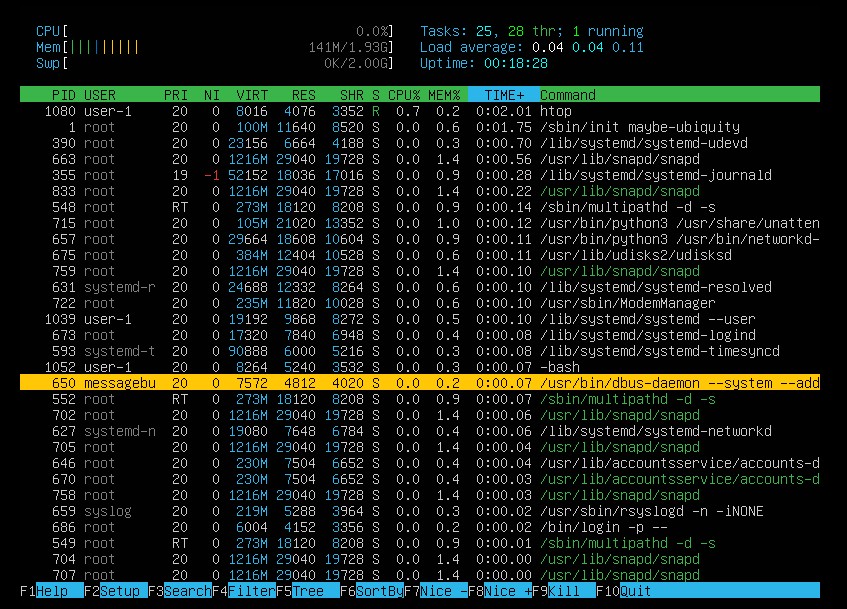 CPU[ 0.0%] Tasks: 25, 28 thr; 1 running
Mem[||||||||| 141M/1.93G] Load average: 0.04 0.04 0.11
Swp[ 0K/2.00G] Uptime: 00:18:28
PID USER PRI NI VIRT RES SHR S CPU% MEM% TIME+ Command
1080 user-1 20 0 8016 4076 3352 R 0.7 0.2 0:02.01 htop
1 root 20 0 100M 11640 8520 S 0.0 0.6 0:01.75 /sbin/init maybe-ubiquity
390 root 20 0 23156 6664 4188 S 0.0 0.3 0:00.70 /lib/systemd/systemd-udevd
663 root 20 0 1216M 29040 19728 S 0.0 1.4 0:00.56 /usr/lib/snapd/snapd
355 root 19 -1 52152 18036 17016 S 0.0 0.9 0:00.28 /lib/systemd/systemd-journald
833 root 20 0 1216M 29040 19728 S 0.0 1.4 0:00.22 /usr/lib/snapd/snapd
548 root RT 0 273M 18120 8208 S 0.0 0.9 0:00.14 /sbin/multipathd -d -s
715 root 20 0 105M 21020 13352 S 0.0 1.0 0:00.12 /usr/bin/python3 /usr/share/unatten
657 root 20 0 29664 18608 10604 S 0.0 0.9 0:00.11 /usr/bin/python3 /usr/bin/networkd-
675 root 20 0 384M 12404 10528 S 0.0 0.6 0:00.11 /usr/lib/udisks2/udisksd
759 root 20 0 1216M 29040 19728 S 0.0 1.4 0:00.10 /usr/lib/snapd/snapd
631 systemd-r 20 0 24688 12332 8264 S 0.0 0.6 0:00.10 /lib/systemd/systemd-resolved
722 root 20 0 235M 11820 10028 S 0.0 0.6 0:00.10 /usr/sbin/ModemManager
1039 user-1 20 0 19192 9868 8272 S 0.0 0.5 0:00.10 /lib/systemd/systemd --user
673 root 20 0 17320 7840 6948 S 0.0 0.4 0:00.08 /lib/systemd/systemd-logind
593 systemd-t 20 0 90888 6000 5216 S 0.0 0.3 0:00.08 /lib/systemd/systemd-timesyncd
1052 user-1 20 0 8264 5240 3532 S 0.0 0.3 0:00.07 -bash
650 messagebu 20 0 7572 4812 4020 S 0.0 0.2 0:00.07 /usr/bin/dbus-daemon --system --add
552 root RT 0 273M 18120 8208 S 0.0 0.9 0:00.07 /sbin/multipathd -d -s
702 root 20 0 1216M 29040 19728 S 0.0 1.4 0:00.06 /usr/lib/snapd/snapd
627 systemd-n 20 0 19080 7648 6784 S 0.0 0.4 0:00.06 /lib/systemd/systemd-networkd
705 root 20 0 1216M 29040 19728 S 0.0 1.4 0:00.04 /usr/lib/snapd/snapd
646 root 20 0 230M 7504 6652 S 0.0 0.4 0:00.04 /usr/lib/accountsservice/accounts-d
670 root 20 0 230M 7504 6652 S 0.0 0.4 0:00.03 /usr/lib/accountsservice/accounts-d
758 root 20 0 1216M 29040 19728 S 0.0 1.4 0:00.03 /usr/lib/snapd/snapd
659 syslog 20 0 219M 5288 3964 S 0.0 0.3 0:00.02 /usr/sbin/rsyslogd -n -iNONE
686 root 20 0 6004 4152 3356 S 0.0 0.2 0:00.02 /bin/login -p --
549 root RT 0 273M 18120 8208 S 0.0 0.9 0:00.01 /sbin/multipathd -d -s
704 root 20 0 1216M 29040 19728 S 0.0 1.4 0:00.00 /usr/lib/snapd/snapd
707 root 20 0 1216M 29040 19728 S 0.0 1.4 0:00.00 /usr/lib/snapd/snapd
F1Help F2Setup F3SearchF4FilterF5Tree F6SortByF7Nice -F8Nice +F9Kill F10Quit